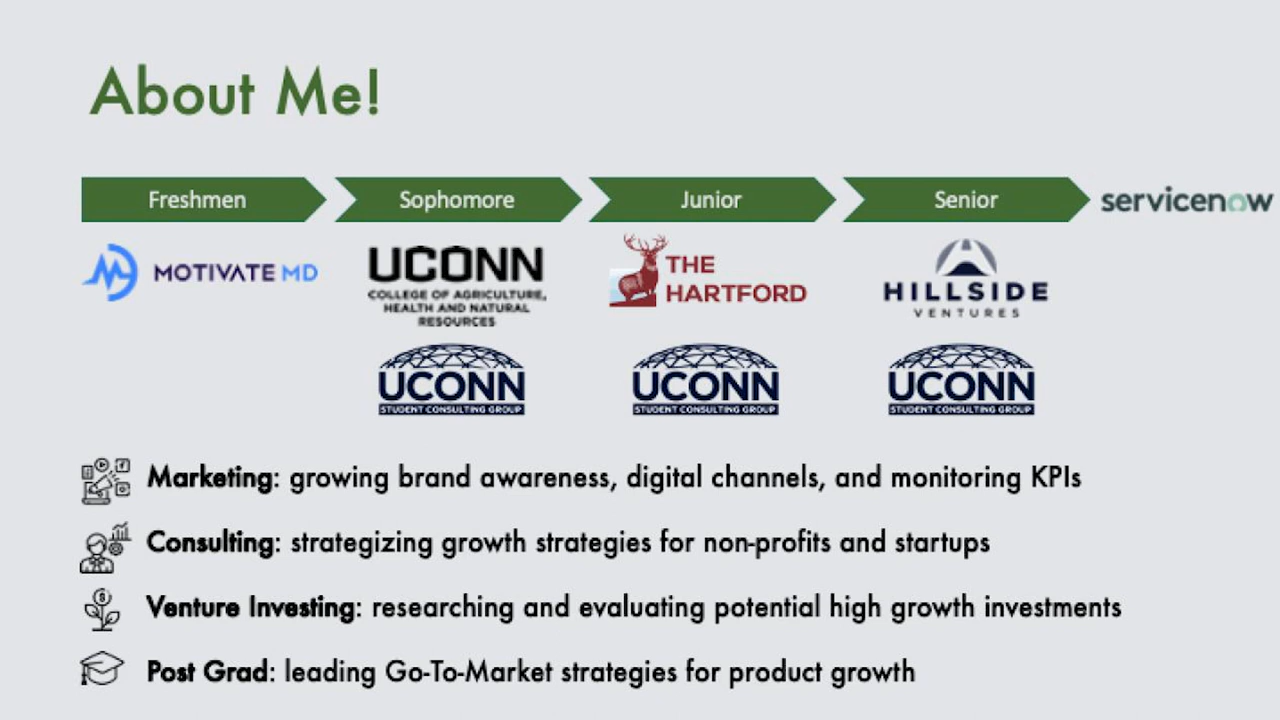 About Me!
Freshmen Sophomore Junior Senior servicenow
MOTIVATE MD
UCONN
COLLEGE OF AGRICULTURE,
HEALTH AND NATURAL
RESOURCES
THE
HARTFORD
HILLSIDE
VENTURES
UCONN
STUDENT CONSULTING GROUP
UCONN
STUDENT CONSULTING GROUP
UCONN
STUDENT CONSULTING GROUP
Marketing: growing brand awareness, digital channels, and monitoring KPIs
Consulting: strategizing growth strategies for non-profits and startups
Venture Investing: researching and evaluating potential high growth investments
Post Grad: leading Go-To-Market strategies for product growth